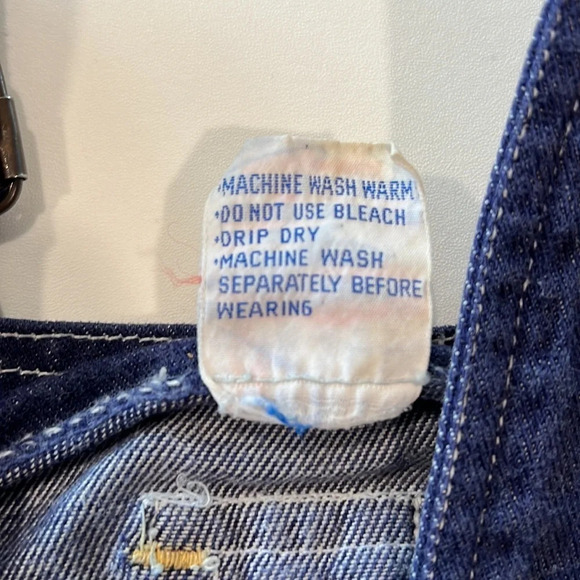 •MACHINE WASH WARM
•DO NOT USE BLEACH
•DRIP DRY
•MACHINE WASH
SEPARATELY BEFORE
WEARING